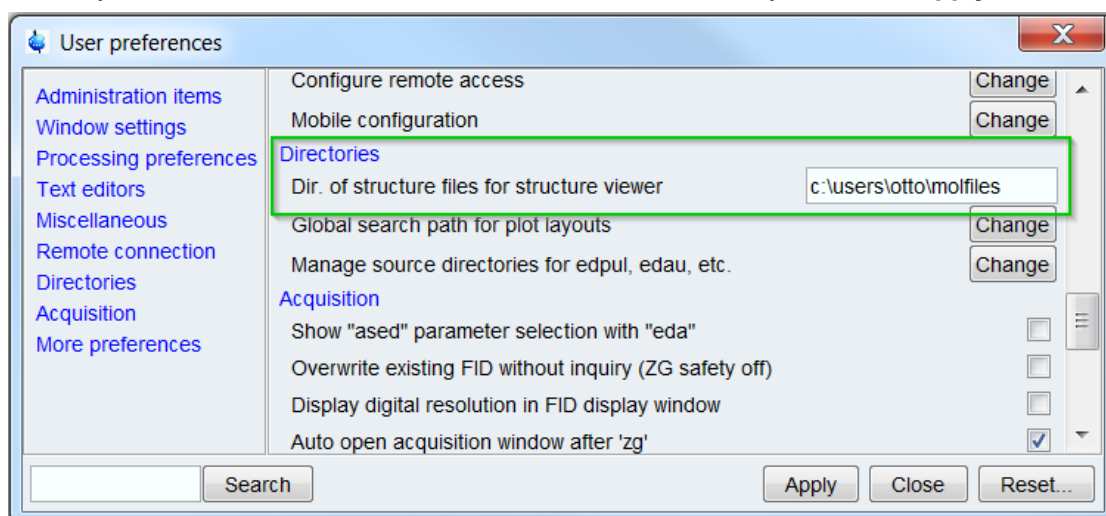 User preferences
X
Administration items
Window settings
Processing preferences
Text editors
Miscellaneous
Remote connection
Directories
Acquisition
More preferences
Configure remote access Change
Mobile configuration Change
Directories
Dir. of structure files for structure viewer c:\users\otto\molfiles
Global search path for plot layouts Change
Manage source directories for edpul, edau, etc. Change
Acquisition
Show "ased" parameter selection with "eda"
Overwrite existing FID without inquiry (ZG safety off)
Display digital resolution in FID display window
Auto open acquisition window after 'zg'
Search Apply Close Reset...